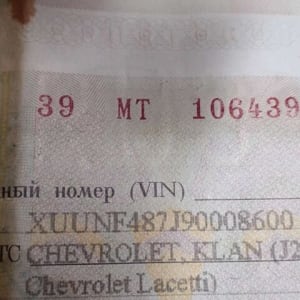 39 МТ 106439
ный номер (VIN)
XUUNF487J90008600
ТС CHEVROLET, KLAN (J2
Chevrolet Lacetti)